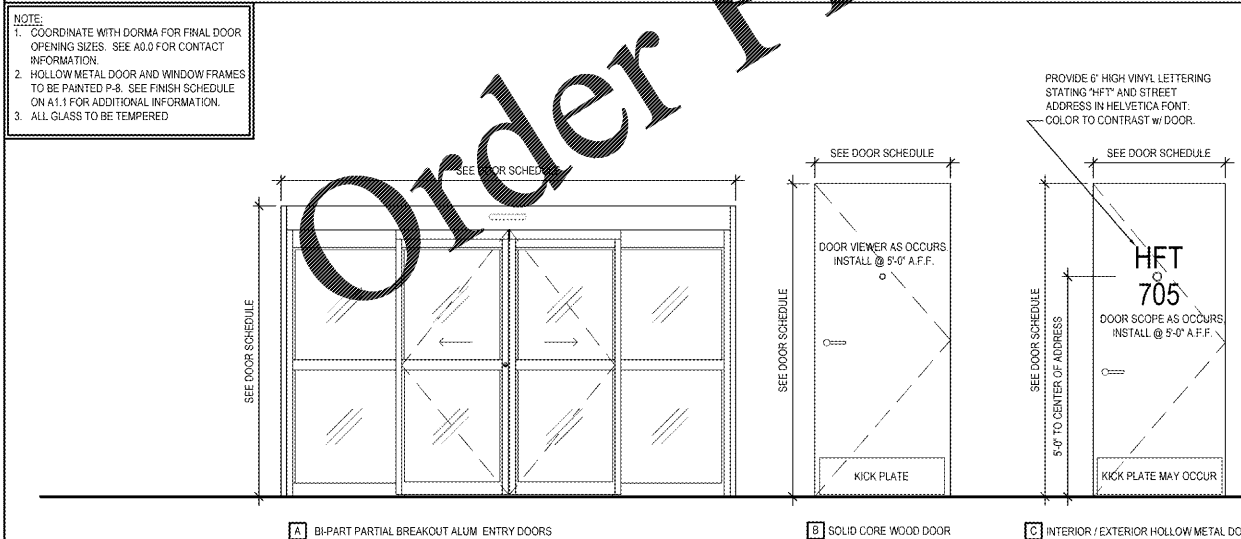 NOTE:
1. COORDINATE WITH DORMA FOR FINAL DOOR
OPENING SIZES. SEE A0.0 FOR CONTACT
INFORMATION.
2. HOLLOW METAL DOOR AND WINDOW FRAMES
TO BE PAINTED P-8. SEE FINISH SCHEDULE
ON A1.1 FOR ADDITIONAL INFORMATION.
3. ALL GLASS TO BE TEMPERED
Order
SEE DOOR SCHEDULE
SEE DOOR SCHEDULE
A BI-PART PARTIAL BREAKOUT ALUM ENTRY DOORS
SEE DOOR SCHEDULE
SEE DOOR SCHEDULE
DOOR VIEWER AS OCCURS.
INSTALL @ 5'-0" A.F.F.
KICK PLATE
B SOLID CORE WOOD DOOR
PROVIDE 6" HIGH VINYL LETTERING
STATING "HFT" AND STREET
ADDRESS IN HELVETICA FONT.
COLOR TO CONTRAST w/ DOOR.
SEE DOOR SCHEDULE
SEE DOOR SCHEDULE
5'-0" TO CENTER OF ADDRESS
HFT
705
DOOR SCOPE AS OCCURS,
INSTALL @ 5'-0" A.F.F.
KICK PLATE MAY OCCUR
C INTERIOR / EXTERIOR HOLLOW METAL DO